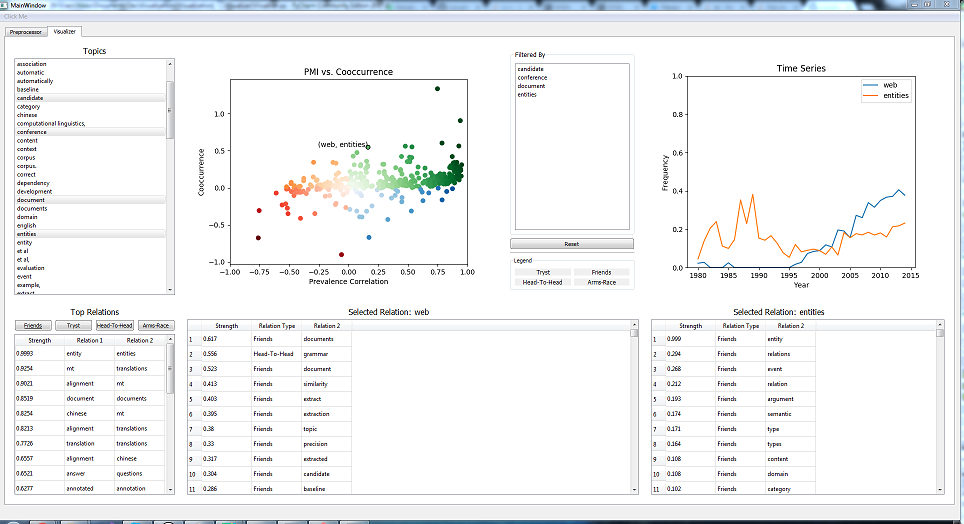 MainWindow
Click Me
Preprocessor Visualizer
Topics
association
automatic
automatically
baseline
candidate
category
chinese
computational linguistics,
conference
content
context
corpus
corpus.
correct
dependency
development
document
documents
domain
english
entities
entity
et al
et al,
evaluation
event
example,
extract
PMI vs. Cooccurrence
1.0
0.5
0.0
−0.5
−1.0
Cooccurrence
(web, entities)
−1.00 −0.75 −0.50 −0.25 0.00 0.25 0.50 0.75 1.00
Prevalence Correlation
Filtered By
candidate
conference
document
entities
Reset
Legend
Tryst Friends
Head-To-Head Arms-Race
Time Series
1.0
0.8
0.6
0.4
0.2
0.0
Frequency
web
entities
1980 1985 1990 1995 2000 2005 2010 2015
Year
Top Relations
Friends Tryst Head-To-Head Arms-Race
Strength Relation 1 Relation 2
0.9993 entity entities
0.9254 mt translations
0.9021 alignment mt
0.8519 document documents
0.8254 chinese mt
0.8213 alignment translations
0.7726 translation translations
0.6557 alignment chinese
0.6521 answer questions
0.6277 annotated annotation
Selected Relation: web
Strength Relation Type Relation 2
1 0.617 Friends documents
2 0.556 Head-To-Head grammar
3 0.523 Friends document
4 0.413 Friends similarity
5 0.403 Friends extract
6 0.395 Friends extraction
7 0.38 Friends topic
8 0.33 Friends precision
9 0.317 Friends extracted
10 0.304 Friends candidate
11 0.286 Friends baseline
Selected Relation: entities
Strength Relation Type Relation 2
1 0.999 Friends entity
2 0.294 Friends relations
3 0.268 Friends event
4 0.212 Friends relation
5 0.193 Friends argument
6 0.174 Friends semantic
7 0.171 Friends type
8 0.164 Friends types
9 0.108 Friends content
10 0.108 Friends domain
11 0.102 Friends category